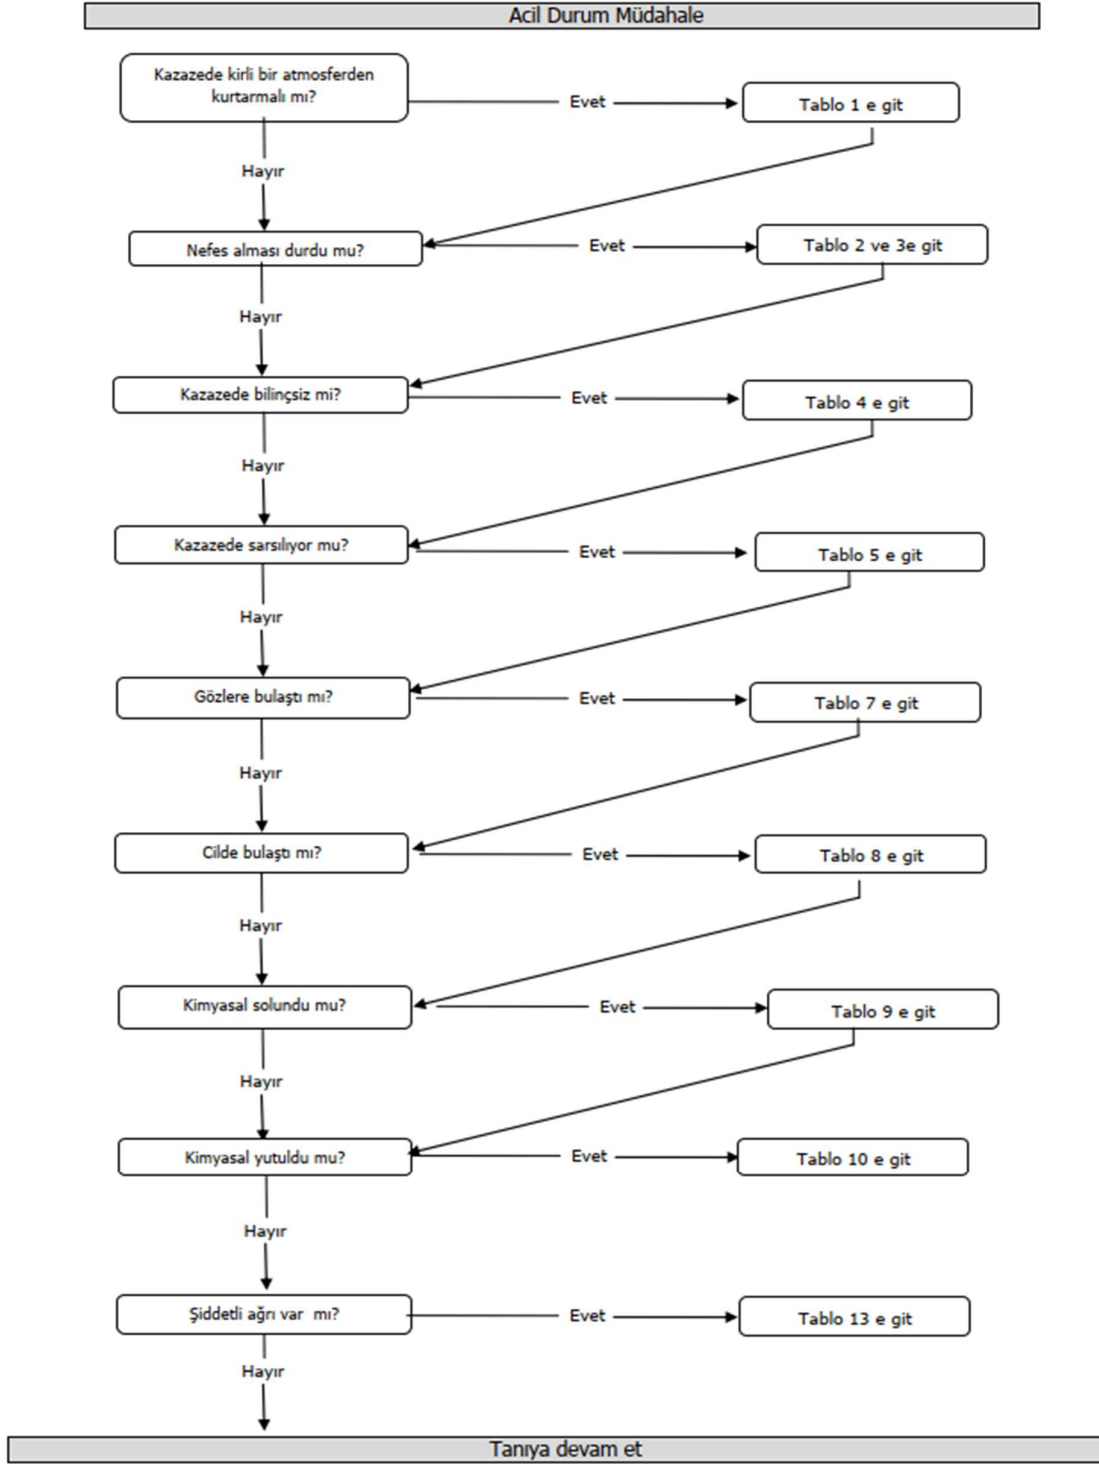 Acil Durum Müdahale
Kazazede kirli bir atmosferden
kurtarmalı mı?
Evet
Tablo 1 e git
Hayır
Nefes alması durdu mu?
Evet
Tablo 2 ve 3e git
Hayır
Kazazede bilinçsiz mi?
Evet
Tablo 4 e git
Hayır
Kazazede sarsılıyor mu?
Evet
Tablo 5 e git
Hayır
Gözlere bulaştı mı?
Evet
Tablo 7 e git
Hayır
Cilde bulaştı mı?
Evet
Tablo 8 e git
Hayır
Kimyasal solundu mu?
Evet
Tablo 9 e git
Hayır
Kimyasal yutuldu mu?
Evet
Tablo 10 e git
Hayır
Şiddetli ağrı var mı?
Evet
Tablo 13 e git
Hayır
Tanıya devam et